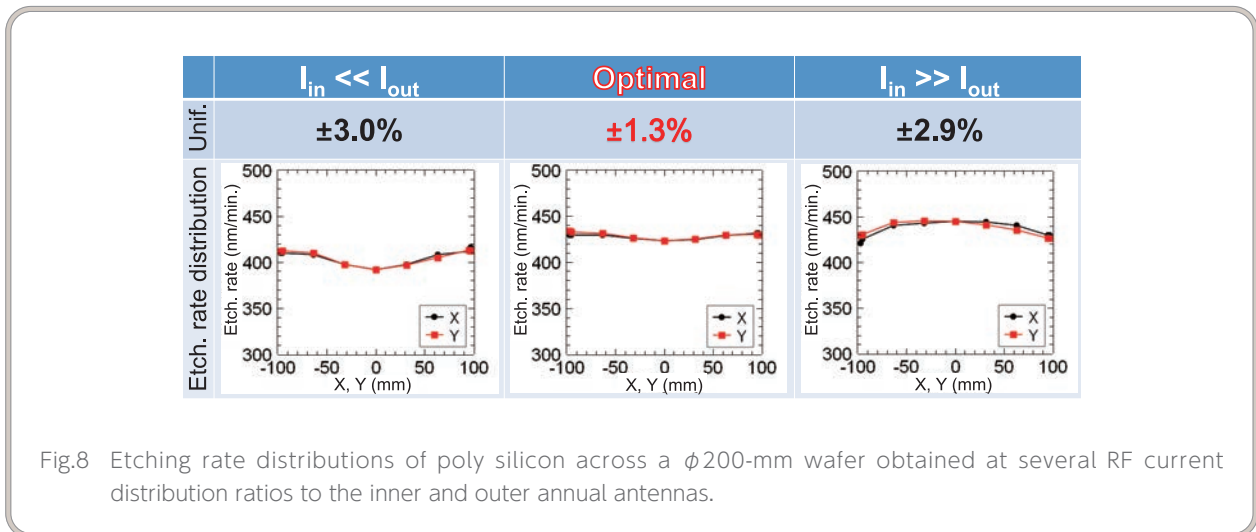 I_in << I_out
Optimal
I_in >> I_out
Unif.
±3.0%
±1.3%
±2.9%
Etch. rate distribution
Etch. rate (nm/min.)
500
450
400
350
300
-100 -50 0 50 100
X, Y (mm)
X
Y
Etch. rate (nm/min.)
500
450
400
350
300
-100 -50 0 50 100
X, Y (mm)
X
Y
Etch. rate (nm/min.)
500
450
400
350
300
-100 -50 0 50 100
X, Y (mm)
X
Y
Fig.8 Etching rate distributions of poly silicon across a φ200-mm wafer obtained at several RF current
distribution ratios to the inner and outer annual antennas.